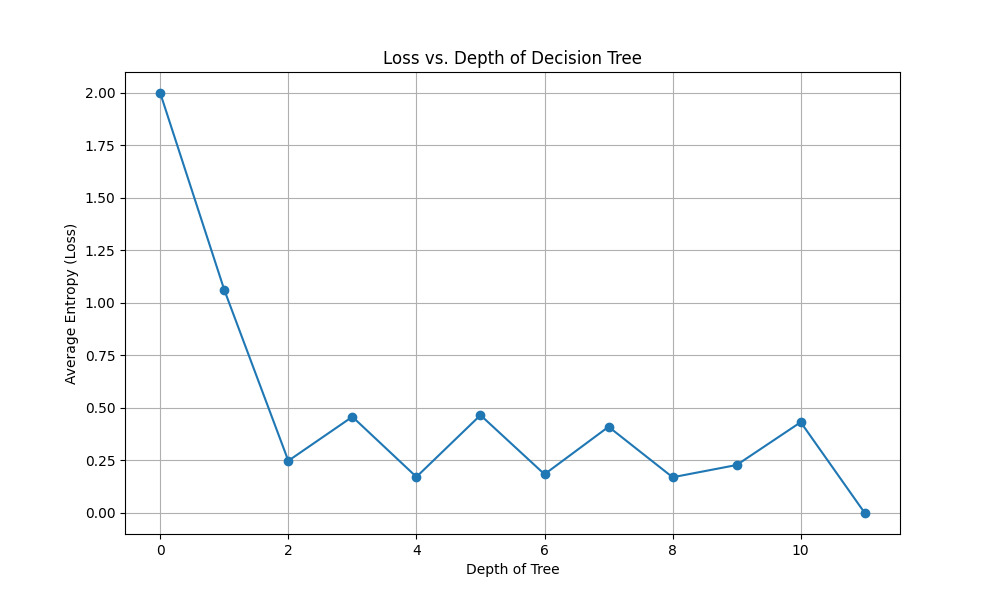 Loss vs. Depth of Decision Tree
Average Entropy (Loss)
2.00
1.75
1.50
1.25
1.00
0.75
0.50
0.25
0.00
0 2 4 6 8 10
Depth of Tree